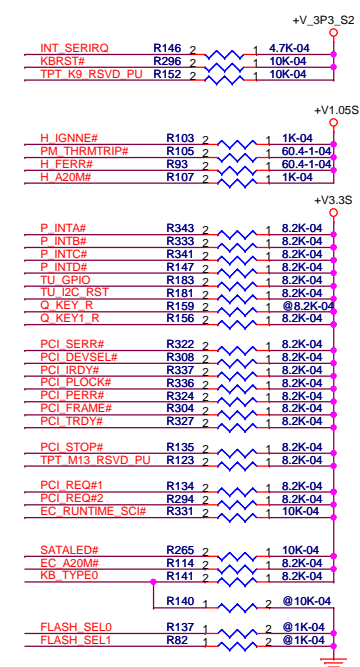 +V_3P3_S2
INT_SERIRQ R146 2 1 4.7K-04
KBRST# R296 2 1 10K-04
TPT_K9_RSVD_PU R152 2 1 10K-04
+V1.05S
H_IGNNE# R103 2 1 1K-04
PM_THRMTRIP# R105 2 1 60.4-1-04
H_FERR# R93 2 1 60.4-1-04
H_A20M# R107 2 1 1K-04
+V3.3S
P_INTA# R343 2 1 8.2K-04
P_INTB# R333 2 1 8.2K-04
P_INTC# R341 2 1 8.2K-04
P_INTD# R147 2 1 8.2K-04
TU_GPIO R183 2 1 8.2K-04
TU_I2C_RST R181 2 1 8.2K-04
Q_KEY_R R159 2 1 @8.2K-04
Q_KEY1_R R156 2 1 8.2K-04
PCI_SERR# R322 2 1 8.2K-04
PCI_DEVSEL# R308 2 1 8.2K-04
PCI_IRDY# R337 2 1 8.2K-04
PCI_PLOCK# R336 2 1 8.2K-04
PCI_PERR# R324 2 1 8.2K-04
PCI_FRAME# R304 2 1 8.2K-04
PCI_TRDY# R327 2 1 8.2K-04
PCI_STOP# R135 2 1 8.2K-04
TPT_M13_RSVD_PU R123 2 1 8.2K-04
PCI_REQ#1 R134 2 1 8.2K-04
PCI_REQ#2 R294 2 1 8.2K-04
EC_RUNTIME_SCI# R331 2 1 10K-04
SATALED# R265 2 1 10K-04
EC_A20M# R114 2 1 8.2K-04
KB_TYPE0 R141 2 1 8.2K-04
R140 1 2 @10K-04
FLASH_SEL0 R137 1 2 @1K-04
FLASH_SEL1 R82 1 2 @1K-04